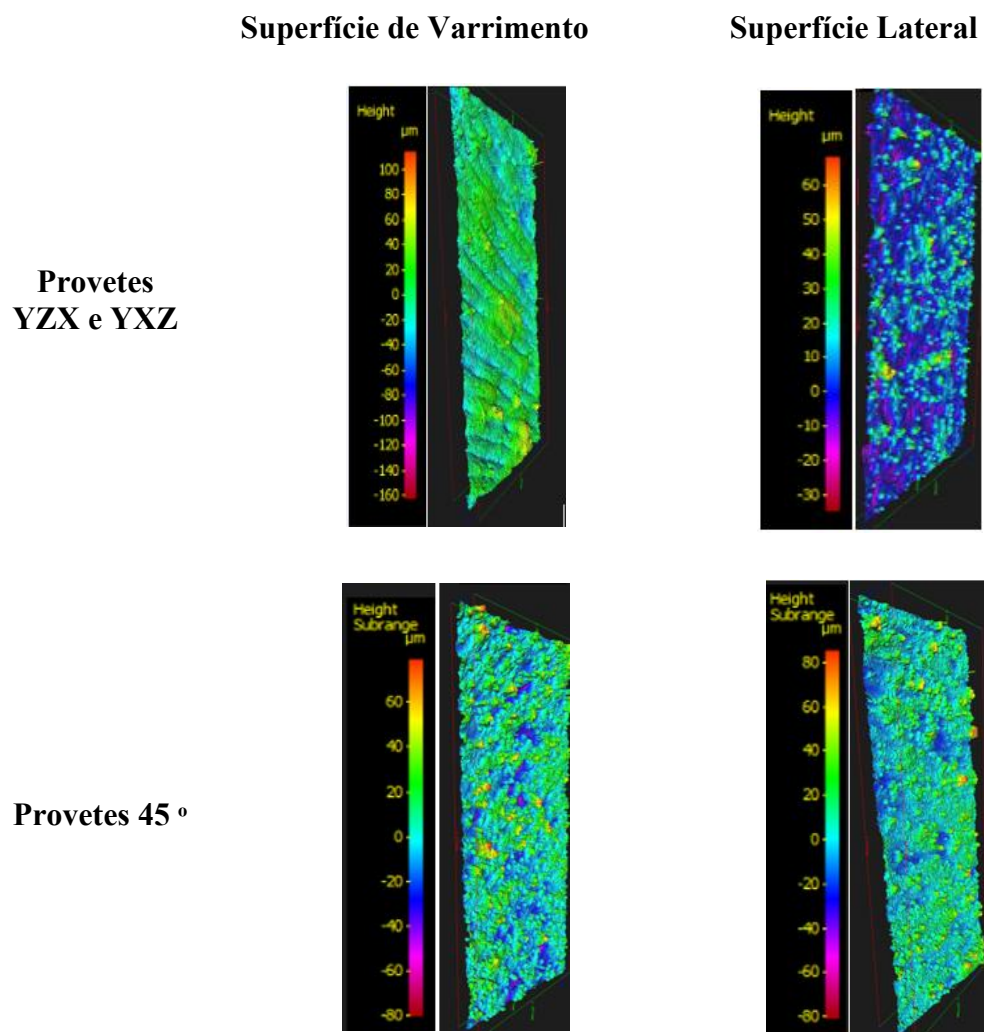 Superfície de Varrimento
Superfície Lateral
Provetes
YZX e YXZ
Height
µm
100
80
60
40
20
0
-20
-40
-60
-80
-100
-120
-140
-160
Height
µm
60
50
40
30
20
10
0
-10
-20
-30
Provetes 45 º
Height
Subrange
µm
60
40
20
0
-20
-40
-60
-80
Height
Subrange
µm
80
60
40
20
0
-20
-40
-60
-80